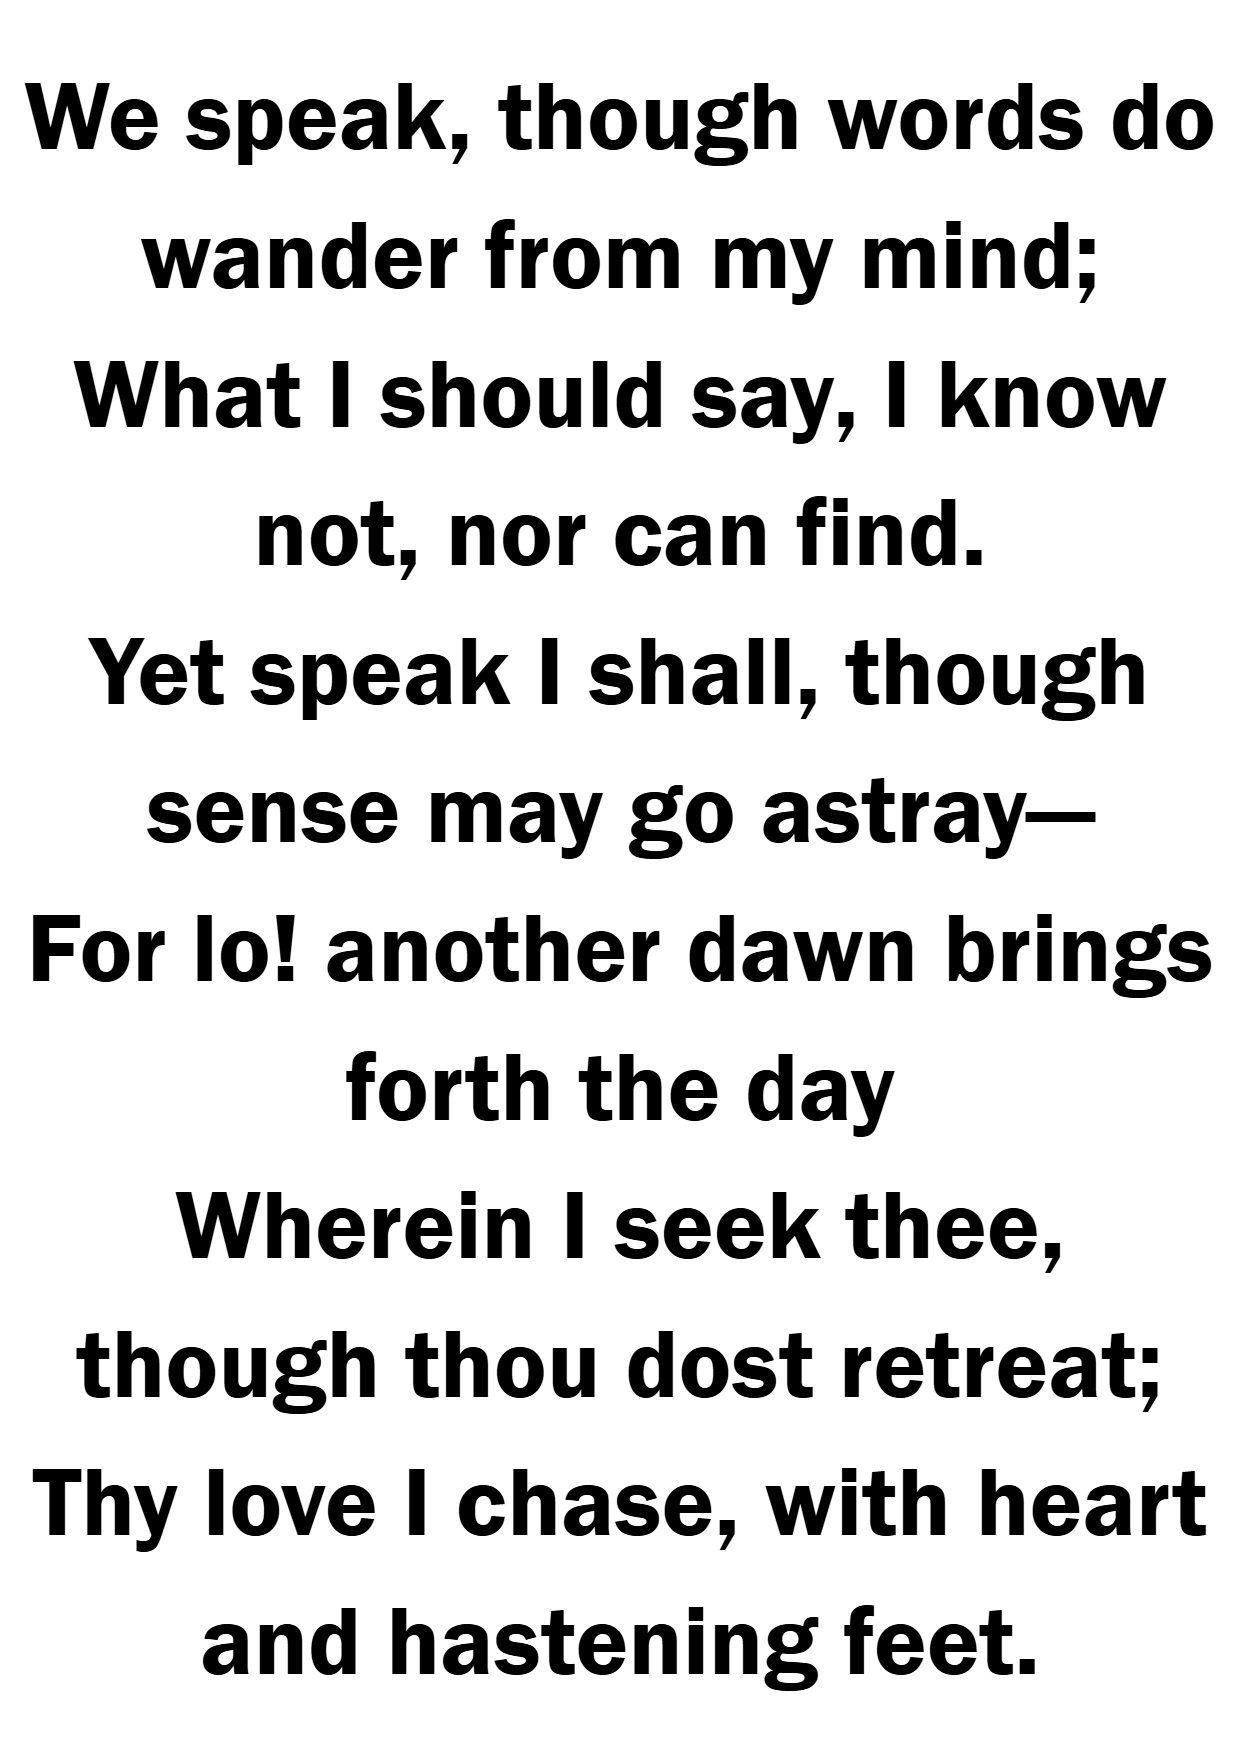 We speak, though words do
wander from my mind;
What I should say, I know
not, nor can find.
Yet speak I shall, though
sense may go astray—
For lo! another dawn brings
forth the day
Wherein I seek thee,
though thou dost retreat;
Thy love I chase, with heart
and hastening feet.